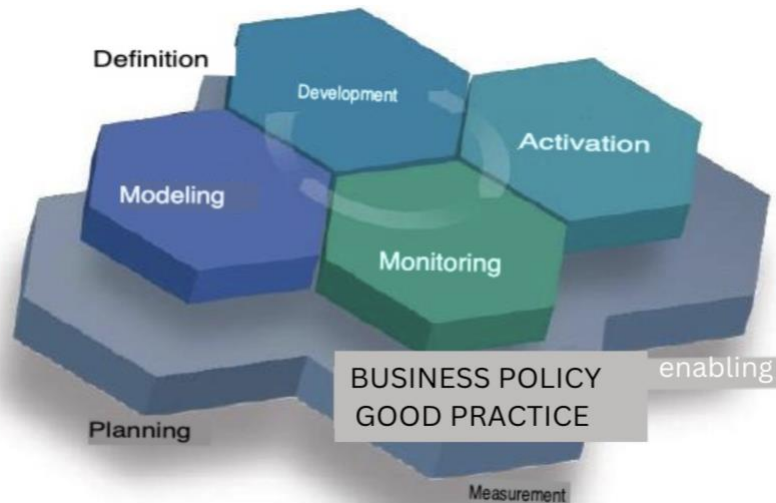 Definition
Development
Activation
Modeling
Monitoring
enabling
BUSINESS POLICY
GOOD PRACTICE
Planning
Measurement